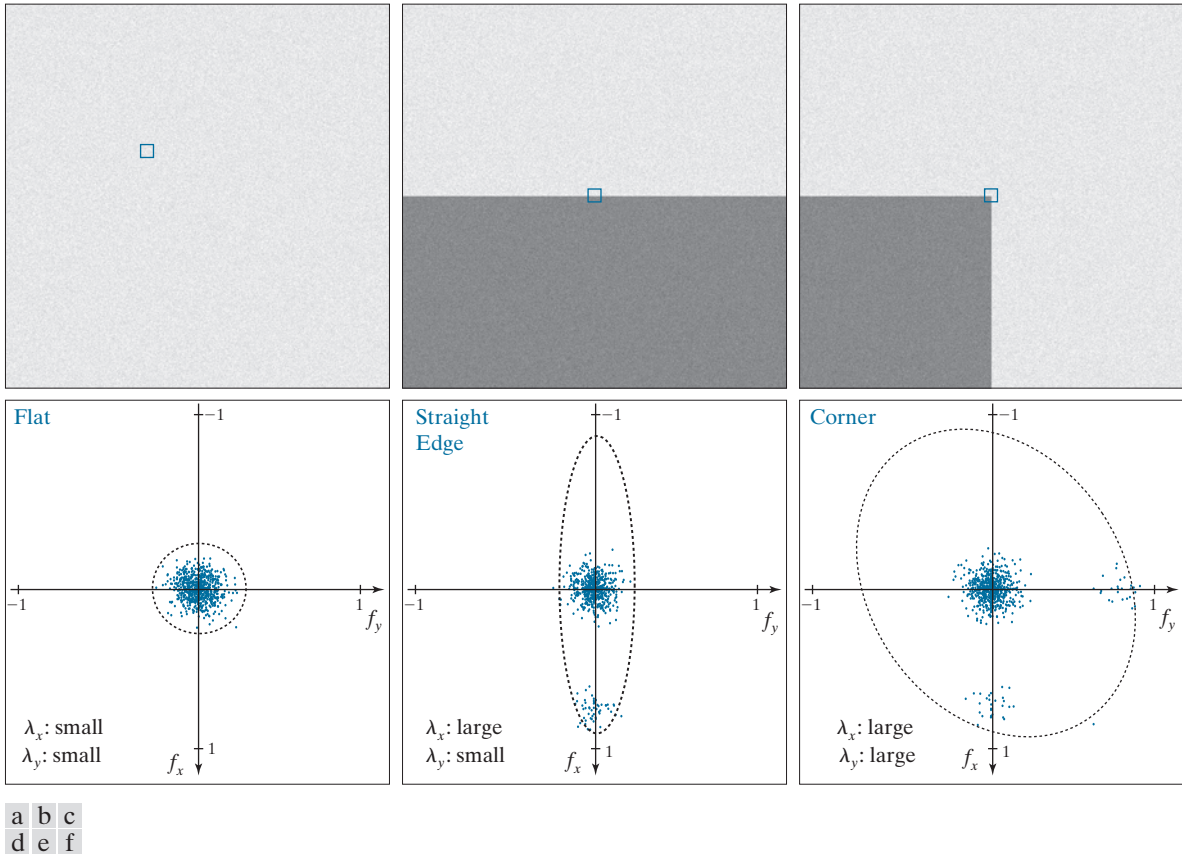 Flat
−1
−1
1
f_y
λ_x: small
λ_y: small
1
f_x
Straight
Edge
−1
−1
1
f_y
λ_x: large
λ_y: small
1
f_x
Corner
−1
−1
1
f_y
λ_x: large
λ_y: large
1
f_x
a b c
d e f